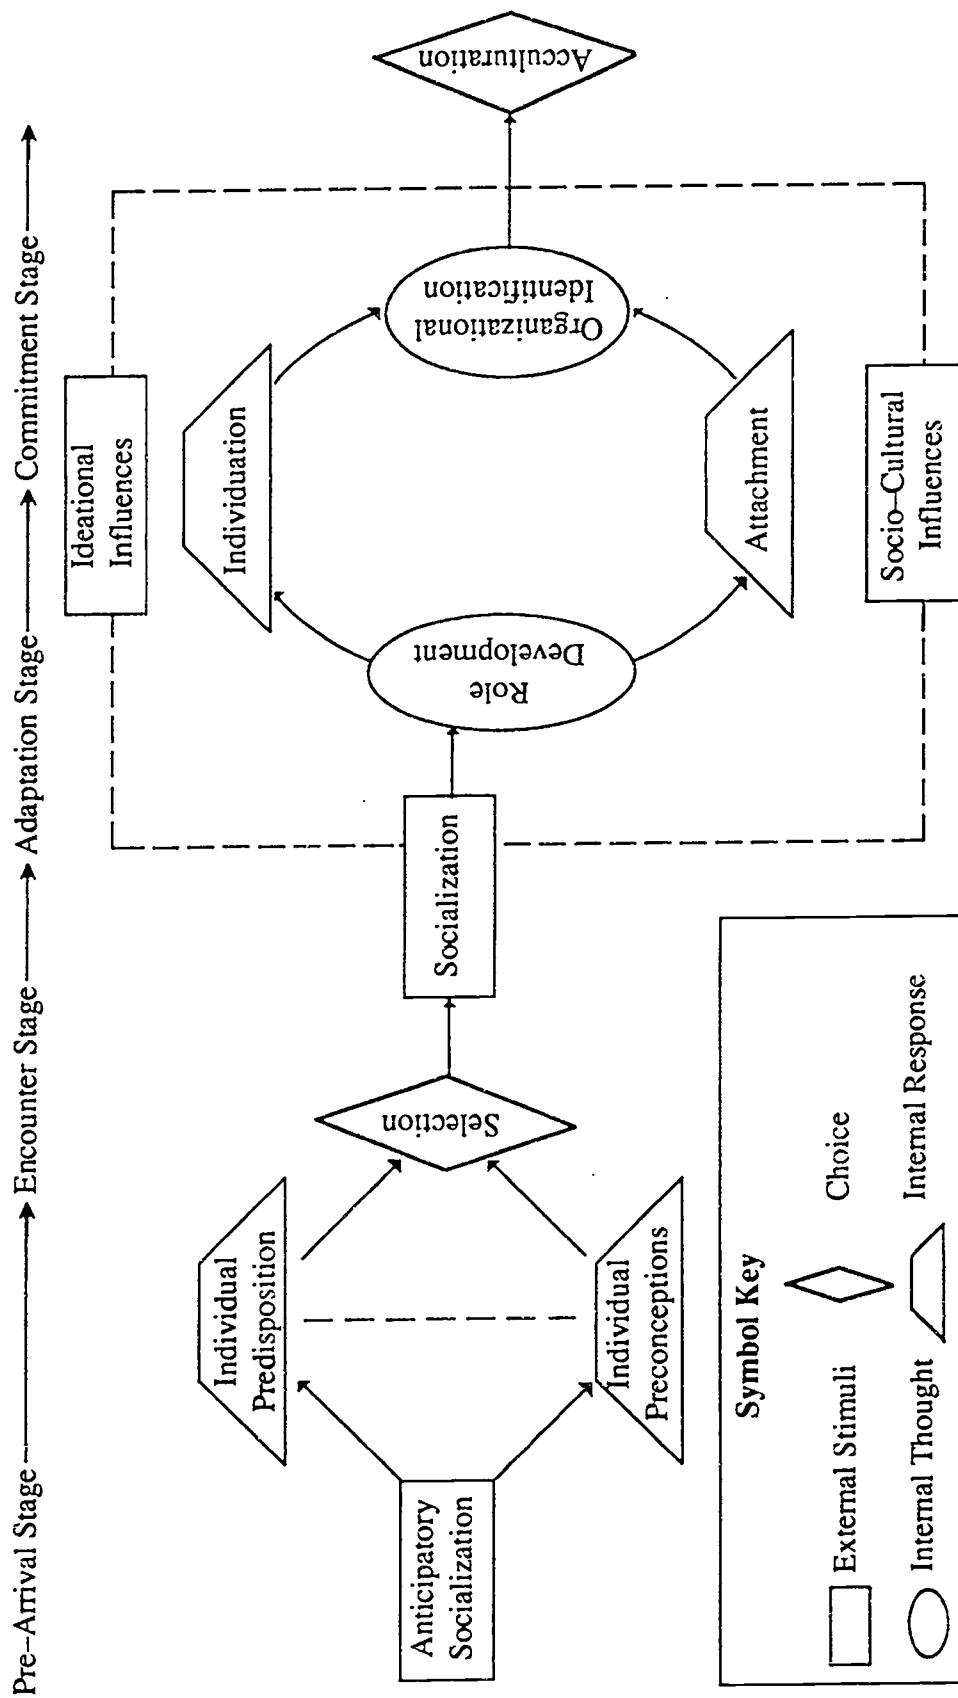 Pre–Arrival Stage Encounter Stage Adaptation Stage Commitment Stage
Anticipatory
Socialization
Individual
Predisposition
Individual
Preconceptions
Selection
Socialization
Role
Development
Ideational
Influences
Individuation
Attachment
Socio–Cultural
Influences
Organizational
Identification
Acculturation
Symbol Key
External Stimuli
Choice
Internal Thought
Internal Response